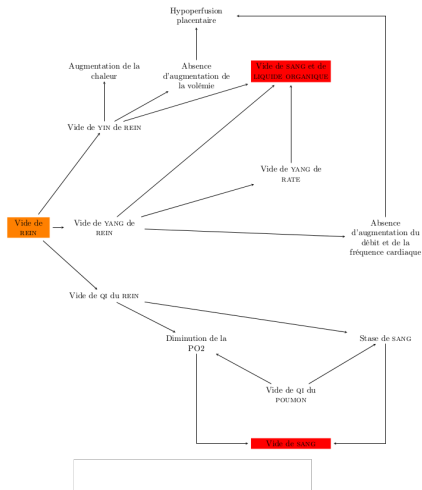 Hypoperfusion
placentaire
Augmentation de la
chaleur
Absence
d'augmentation de
la volémie
Vide de SANG et de
LIQUIDE ORGANIQUE
Vide de YIN de REIN
Vide de YANG de
RATE
Vide de
REIN
Vide de YANG de
REIN
Absence
d'augmentation du
débit et de la
fréquence cardiaque
Vide de QI du REIN
Diminution de la
PO2
Stase de SANG
Vide de QI du
POUMON
Vide de SANG